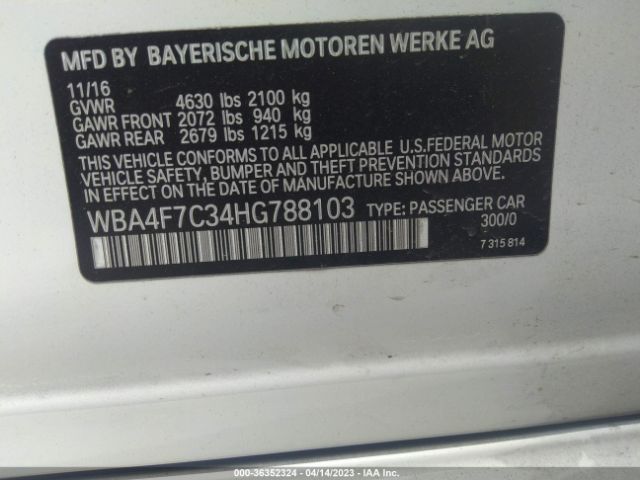 MFD BY BAYERISCHE MOTOREN WERKE AG
11/16
GVWR 4630 lbs 2100 kg
GAWR FRONT 2072 lbs 940 kg
GAWR REAR 2679 lbs 1215 kg
THIS VEHICLE CONFORMS TO ALL APPLICABLE U.S.FEDERAL MOTOR
VEHICLE SAFETY, BUMPER AND THEFT PREVENTION STANDARDS
IN EFFECT ON THE DATE OF MANUFACTURE SHOWN ABOVE.
WBA4F7C34HG788103 TYPE: PASSENGER CAR
300/0
7 315 814
000-36352324 | 04/14/2023 | IAA Inc.